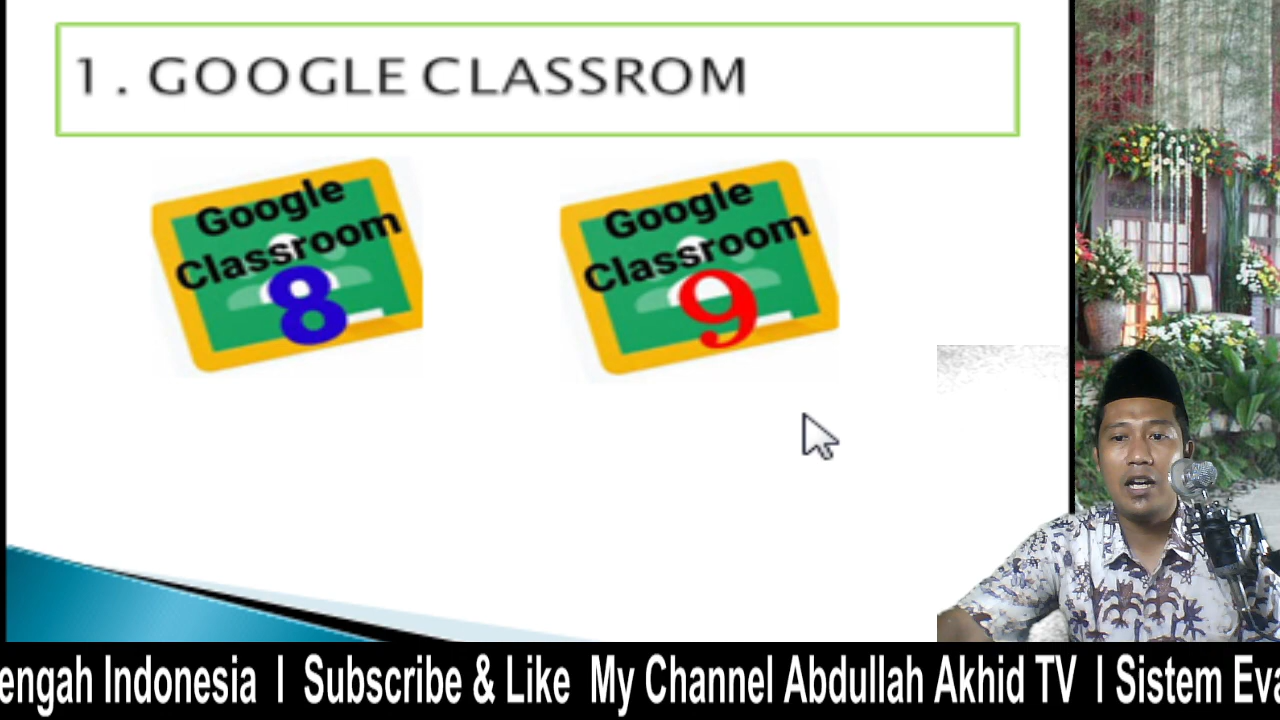 1. GOOGLE CLASSROM
Google
Classroom
8
Google
Classroom
9
engah Indonesia I Subscribe & Like My Channel Abdullah Akhid TV I Sistem Eva